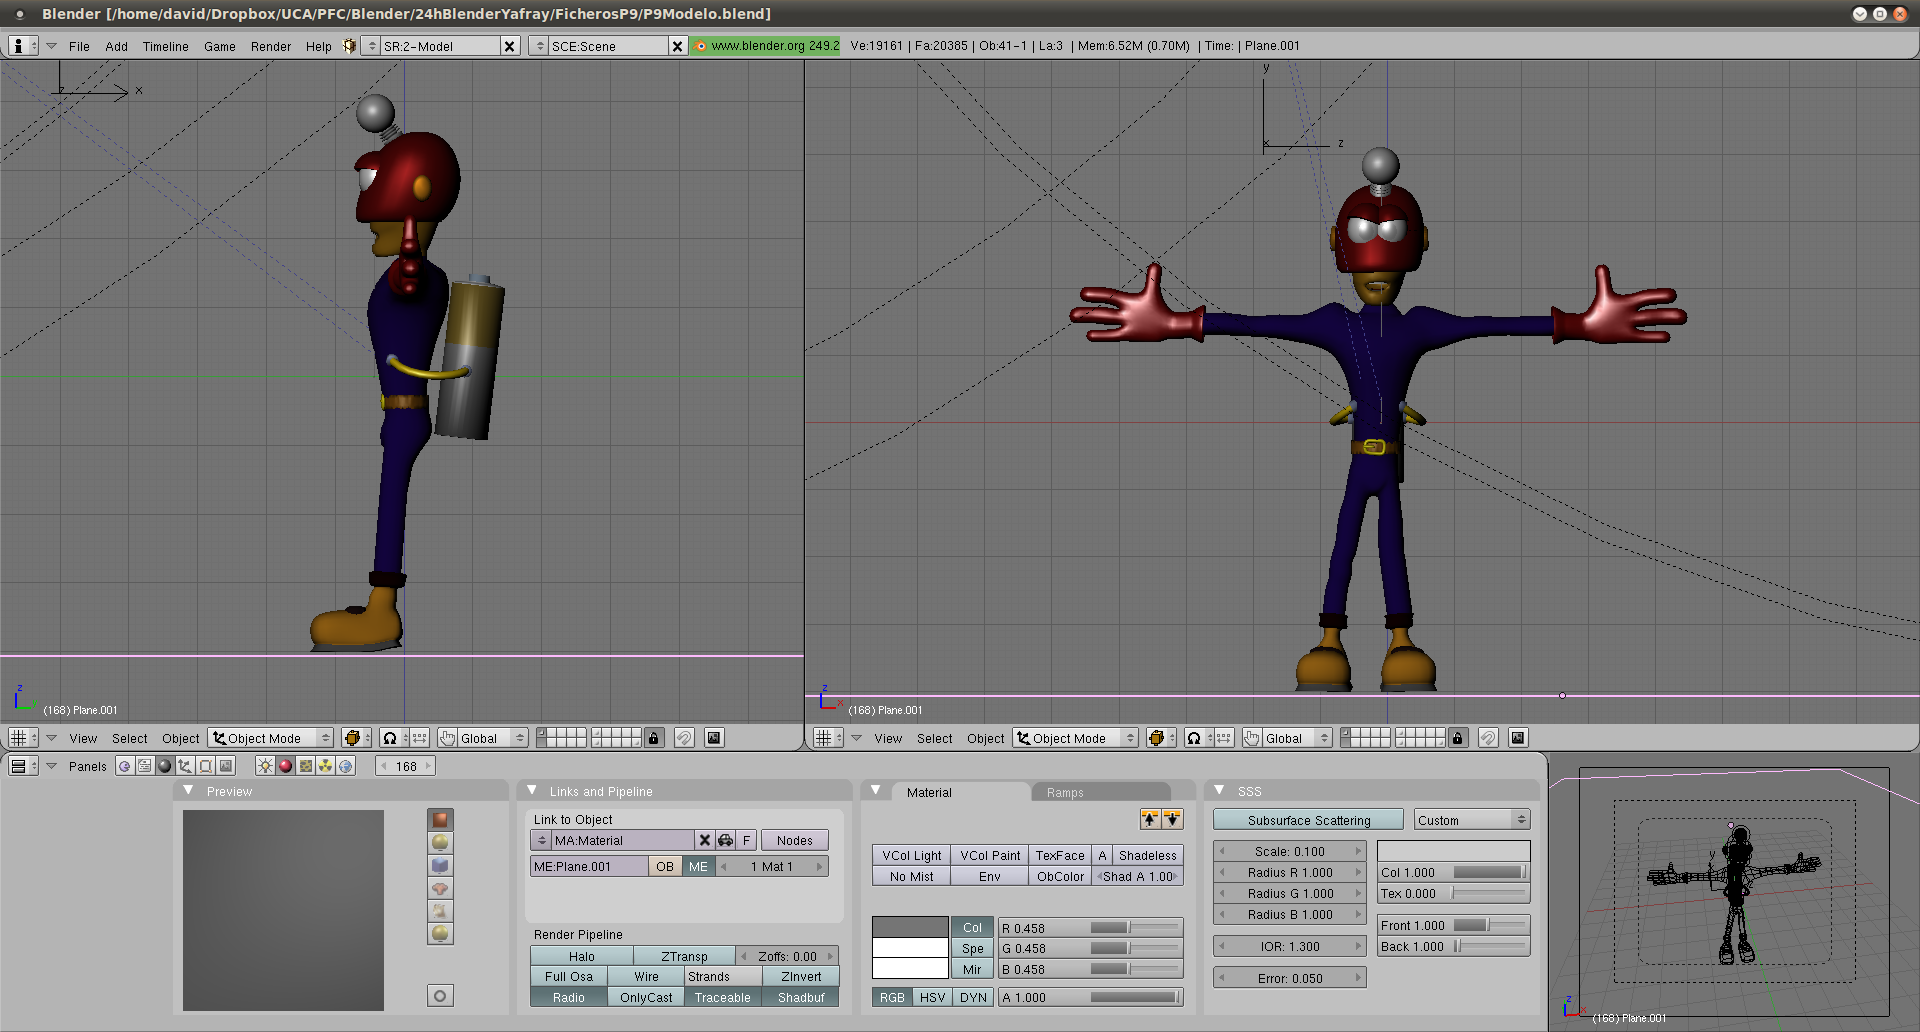 Blender [/home/david/Dropbox/UCA/PFC/Blender/24hBlenderYafray/FicherosP9/P9Modelo.blend]
File Add Timeline Game Render Help SR:2-Model SCE:Scene www.blender.org 249.2 Ve:19161 | Fa:20385 | Ob:41-1 | La:3 | Mem:6.52M (0.70M) | Time: | Plane.001
z x
y
x z
z
(168) Plane.001
z x
(168) Plane.001
View Select Object Object Mode Global
View Select Object Object Mode Global
Panels 168
Preview
Links and Pipeline
Link to Object
MA:Material F Nodes
ME:Plane.001 OB ME 1 Mat 1
Render Pipeline
Halo ZTransp Zoffs: 0.00
Full Osa Wire Strands ZInvert
Radio OnlyCast Traceable Shadbuf
Material Ramps
VCol Light VCol Paint TexFace A Shadeless
No Mist Env ObColor Shad A 1.00
Col R 0.458
Spe G 0.458
Mir B 0.458
RGB HSV DYN A 1.000
SSS
Subsurface Scattering Custom
Scale: 0.100
Radius R 1.000 Col 1.000
Radius G 1.000 Tex 0.000
Radius B 1.000 Front 1.000
IOR: 1.300 Back 1.000
Error: 0.050
y
z x
(168) Plane.001